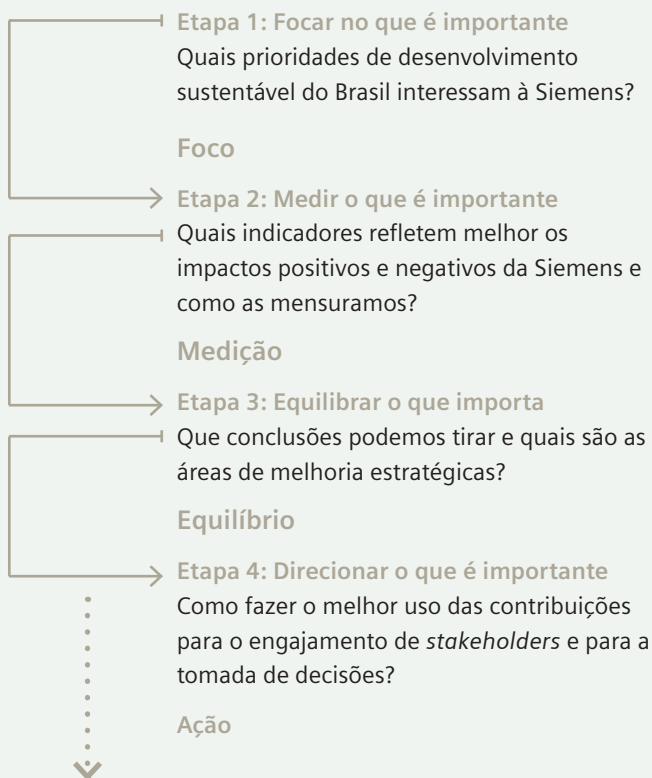 Etapa 1: Focar no que é importante
Quais prioridades de desenvolvimento
sustentável do Brasil interessam à Siemens?
Foco
Etapa 2: Medir o que é importante
Quais indicadores refletem melhor os
impactos positivos e negativos da Siemens e
como as mensuramos?
Medição
Etapa 3: Equilibrar o que importa
Que conclusões podemos tirar e quais são as
áreas de melhoria estratégicas?
Equilíbrio
Etapa 4: Direcionar o que é importante
Como fazer o melhor uso das contribuições
para o engajamento de stakeholders e para a
tomada de decisões?
Ação